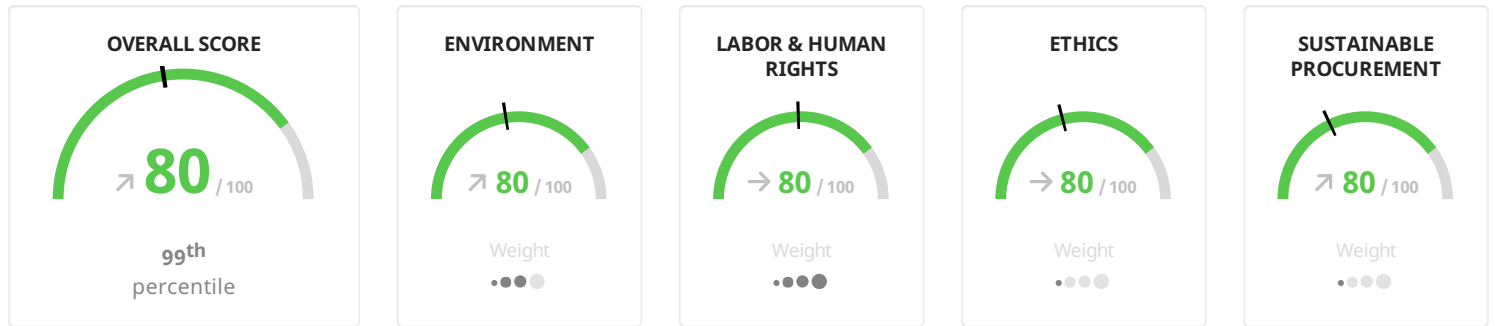 OVERALL SCORE
80 / 100
99th
percentile
ENVIRONMENT
80 / 100
Weight
LABOR & HUMAN
RIGHTS
80 / 100
Weight
ETHICS
80 / 100
Weight
SUSTAINABLE
PROCUREMENT
80 / 100
Weight